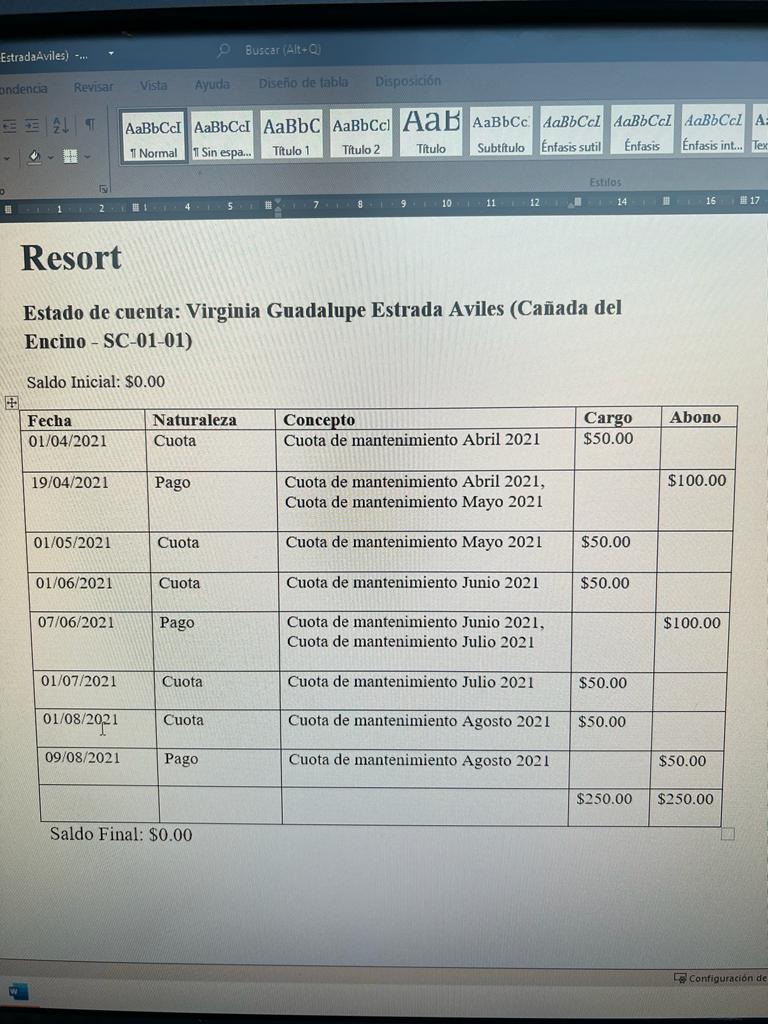 EstradaAviles) -...
Buscar (Alt+Q)
ondencia Revisar Vista Ayuda Diseño de tabla Disposición
AaBbCcI AaBbCcI AaBbC AaBbCcI AaB AaBbCc AaBbCcI AaBbCcI AaBbCcI
¶ Normal ¶ Sin espa... Título 1 Título 2 Título Subtítulo Énfasis sutil Énfasis Énfasis int... Tex
Estilos
1 2 1 4 5 7 8 9 10 11 12 14 16 17
Resort
Estado de cuenta: Virginia Guadalupe Estrada Aviles (Cañada del
Encino - SC-01-01)
Saldo Inicial: $0.00
Fecha Naturaleza Concepto Cargo Abono
01/04/2021 Cuota Cuota de mantenimiento Abril 2021 $50.00
19/04/2021 Pago Cuota de mantenimiento Abril 2021, $100.00
Cuota de mantenimiento Mayo 2021
01/05/2021 Cuota Cuota de mantenimiento Mayo 2021 $50.00
01/06/2021 Cuota Cuota de mantenimiento Junio 2021 $50.00
07/06/2021 Pago Cuota de mantenimiento Junio 2021, $100.00
Cuota de mantenimiento Julio 2021
01/07/2021 Cuota Cuota de mantenimiento Julio 2021 $50.00
01/08/2021 Cuota Cuota de mantenimiento Agosto 2021 $50.00
09/08/2021 Pago Cuota de mantenimiento Agosto 2021 $50.00
$250.00 $250.00
Saldo Final: $0.00
Configuración de